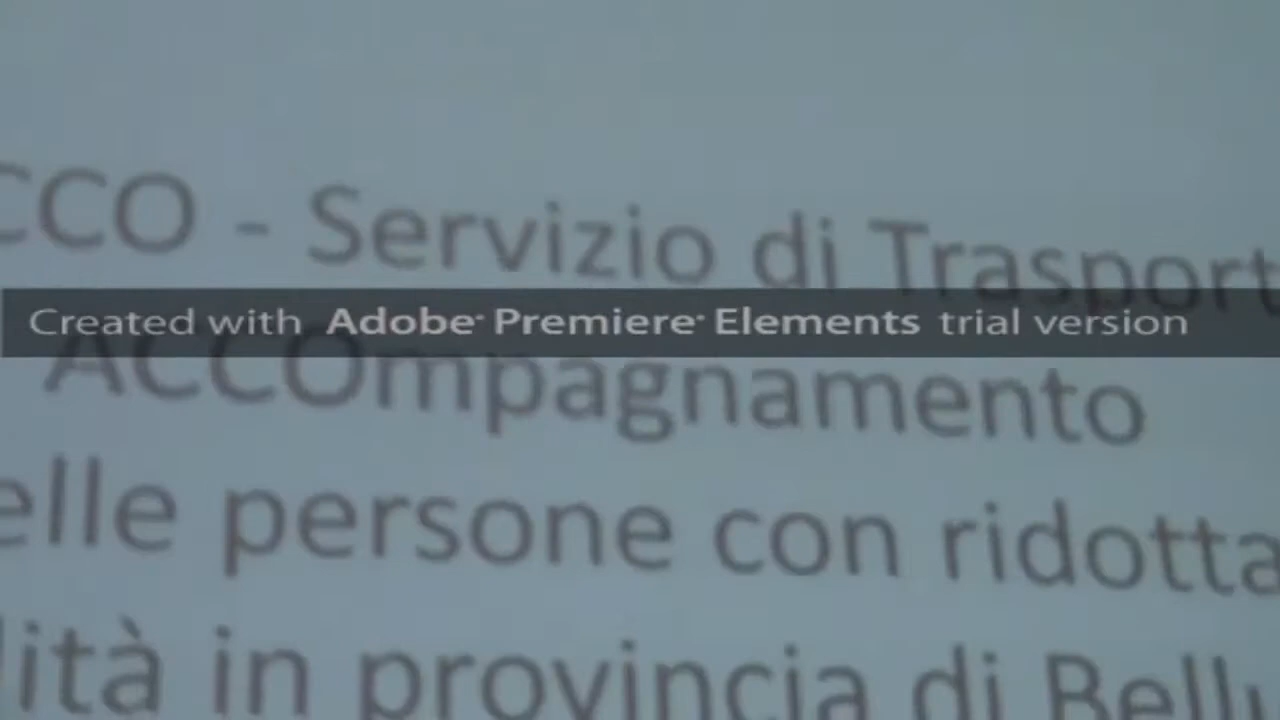 CCO - Servizio di Trasport
Created with Adobe Premiere Elements trial version
ACCOmpagnamento
elle persone con ridotta
lità in provincia di Bellu